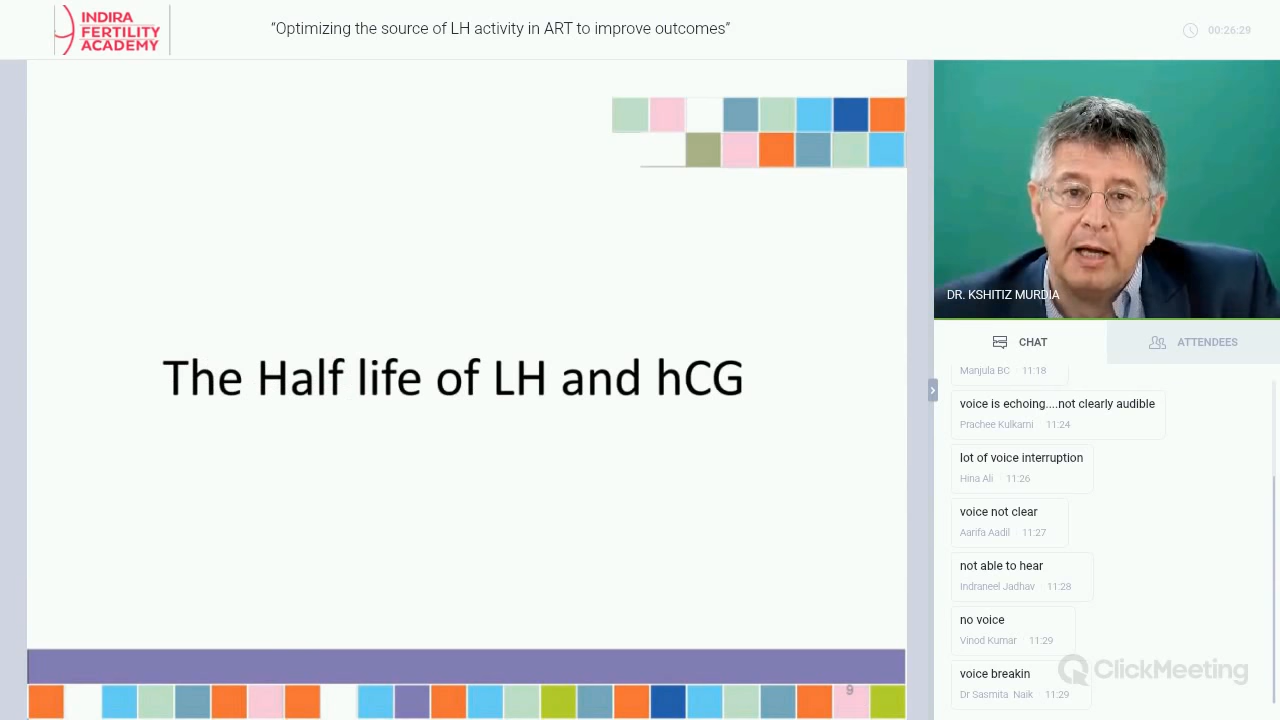 INDIRA
FERTILITY
ACADEMY
“Optimizing the source of LH activity in ART to improve outcomes”
00:26:29
The Half life of LH and hCG
9
DR. KSHITIZ MURDIA
CHAT
ATTENDEES
Manjula BC 11:18
voice is echoing....not clearly audible
Prachee Kulkarni 11:24
lot of voice interruption
Hina Ali 11:26
voice not clear
Aarifa Aadil 11:27
not able to hear
Indraneel Jadhav 11:28
no voice
Vinod Kumar 11:29
voice breakin
Dr Sasmita Naik 11:29
ClickMeeting